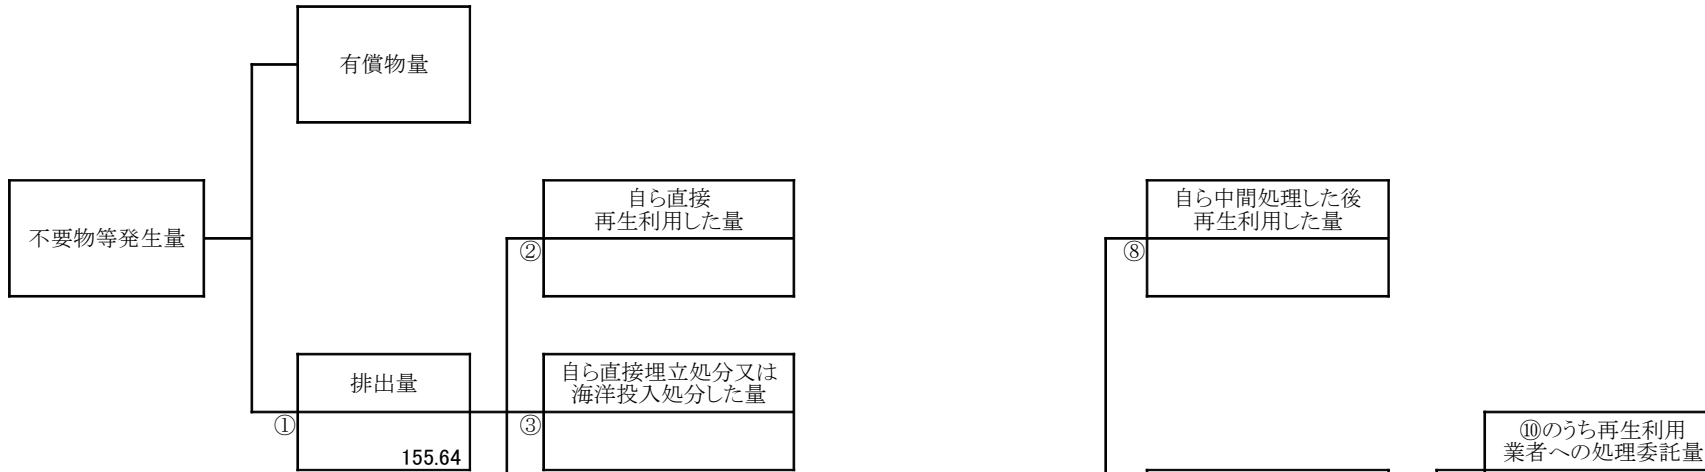 有償物量
不要物等発生量
自ら直接
再生利用した量
②
自ら中間処理した後
再生利用した量
⑧
排出量
①
155.64
自ら直接埋立処分又は
海洋投入処分した量
③
⑩のうち再生利用
業者への処理委託量